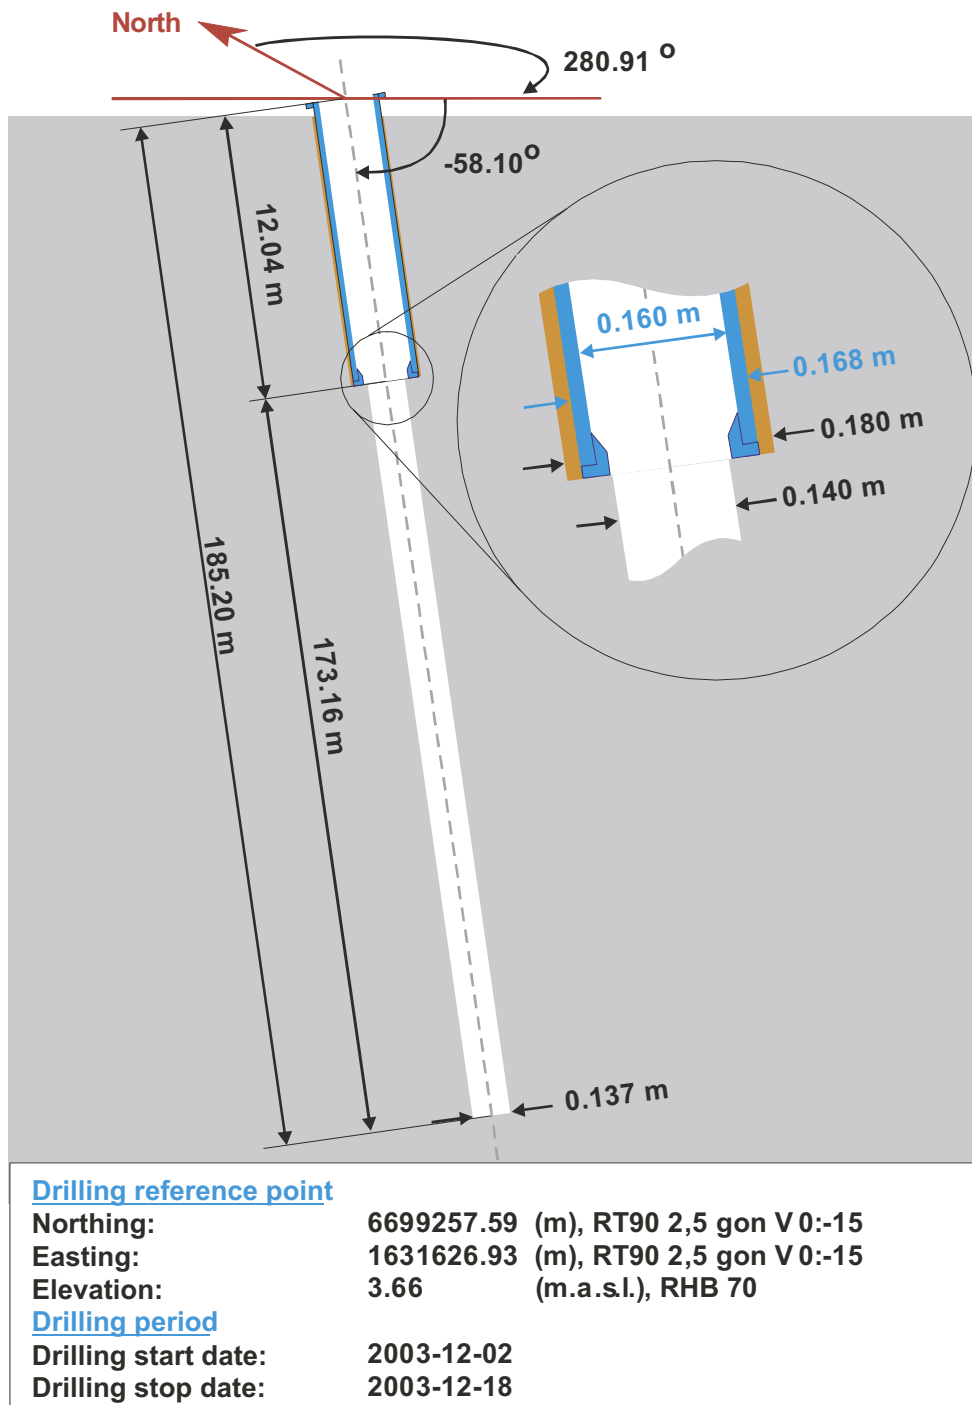 North
280.91 °
-58.10°
12.04 m
0.160 m
0.168 m
0.180 m
0.140 m
185.20 m
173.16 m
0.137 m
Drilling reference point
Northing: 6699257.59 (m), RT90 2,5 gon V 0:-15
Easting: 1631626.93 (m), RT90 2,5 gon V 0:-15
Elevation: 3.66 (m.a.s.l.), RHB 70
Drilling period
Drilling start date: 2003-12-02
Drilling stop date: 2003-12-18